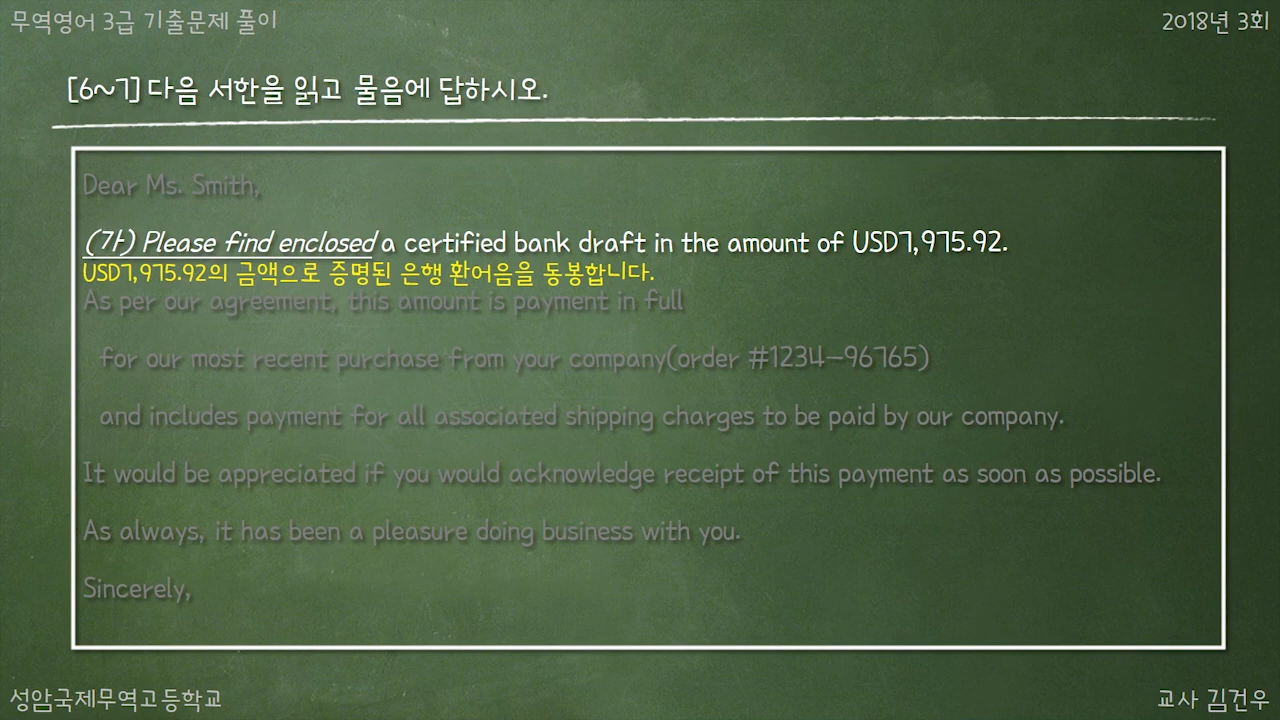 무역영어 3급 기출문제 풀이
2018년 3회
[6~7] 다음 서한을 읽고 물음에 답하시오.
Dear Ms. Smith,
(가) Please find enclosed a certified bank draft in the amount of USD7,975.92.
USD7,975.92의 금액으로 증명된 은행 환어음을 동봉합니다.
As per our agreement, this amount is payment in full
for our most recent purchase from your company(order #1234-96765)
and includes payment for all associated shipping charges to be paid by our company.
It would be appreciated if you would acknowledge receipt of this payment as soon as possible.
As always, it has been a pleasure doing business with you.
Sincerely,
성암국제무역고등학교
교사 김건우